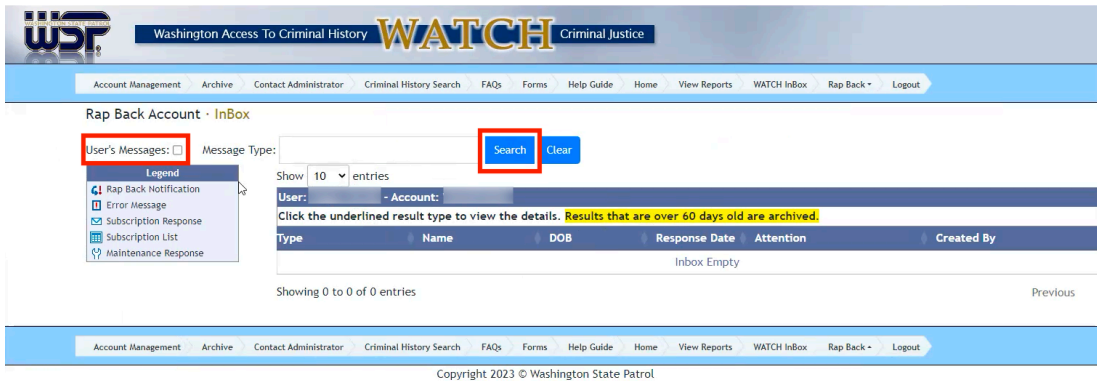 WASHINGTON STATE PATROL
WSP
Washington Access To Criminal History WATCH Criminal Justice
Account Management Archive Contact Administrator Criminal History Search FAQs Forms Help Guide Home View Reports WATCH InBox Rap Back Logout
Rap Back Account · InBox
User's Messages: Message Type: Search Clear
Legend
Rap Back Notification
Error Message
Subscription Response
Subscription List
Maintenance Response
Show 10 entries
User: - Account:
Click the underlined result type to view the details. Results that are over 60 days old are archived.
Type Name DOB Response Date Attention Created By
Inbox Empty
Showing 0 to 0 of 0 entries
Previous
Account Management Archive Contact Administrator Criminal History Search FAQs Forms Help Guide Home View Reports WATCH InBox Rap Back Logout
Copyright 2023 © Washington State Patrol